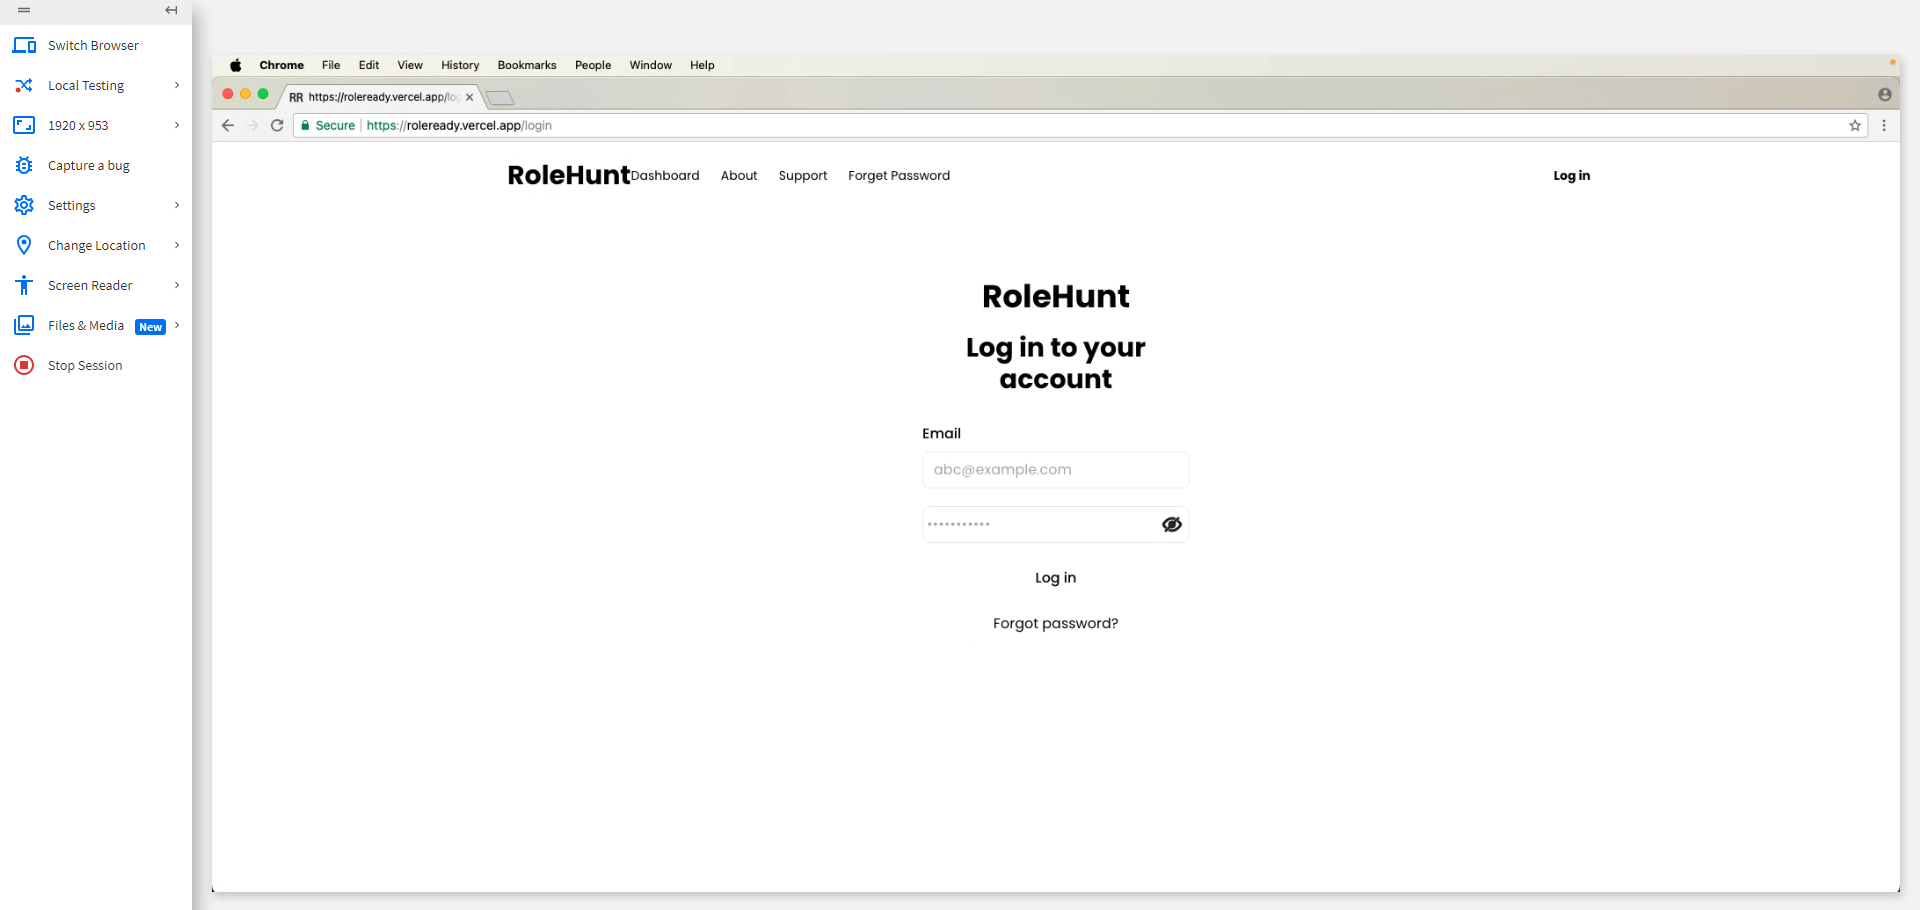 Switch Browser
Local Testing
1920 x 953
Capture a bug
Settings
Change Location
Screen Reader
Files & Media New
Stop Session
Chrome File Edit View History Bookmarks People Window Help
RR https://roleready.vercel.app/log
Secure https://roleready.vercel.app/login
RoleHunt Dashboard About Support Forget Password Log in
RoleHunt
Log in to your
account
Email
abc@example.com
Log in
Forgot password?